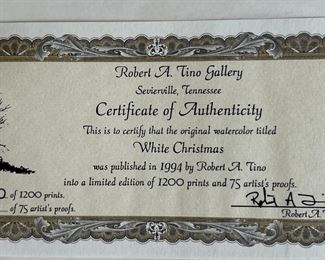 Robert A. Tino Gallery
Sevierville, Tennessee
Certificate of Authenticity
This is to certify that the original watercolor titled
White Christmas
was published in 1994 by Robert A. Tino
into a limited edition of 1200 prints and 75 artist's proofs.
of 1200 prints.
of 75 artist's proofs.
Robert A.